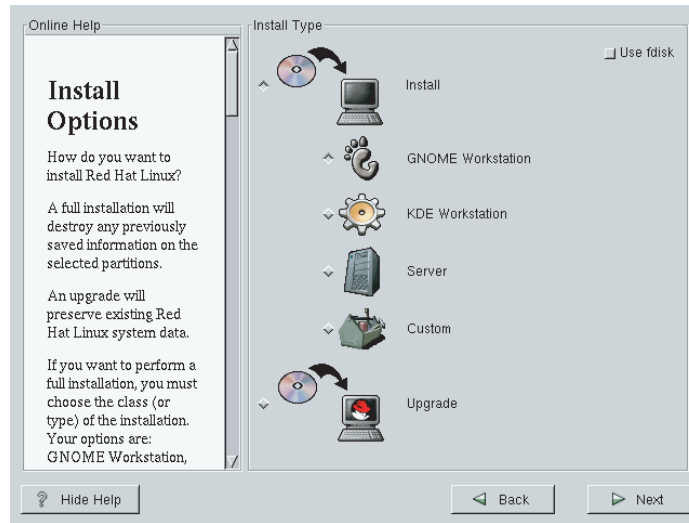 Online Help
Install
Options
How do you want to
install Red Hat Linux?
A full installation will
destroy any previously
saved information on the
selected partitions.
An upgrade will
preserve existing Red
Hat Linux system data.
If you want to perform a
full installation, you must
choose the class (or
type) of the installation.
Your options are:
GNOME Workstation,
Install Type
Use fdisk
Install
GNOME Workstation
KDE Workstation
Server
Custom
Upgrade
? Hide Help
Back
Next